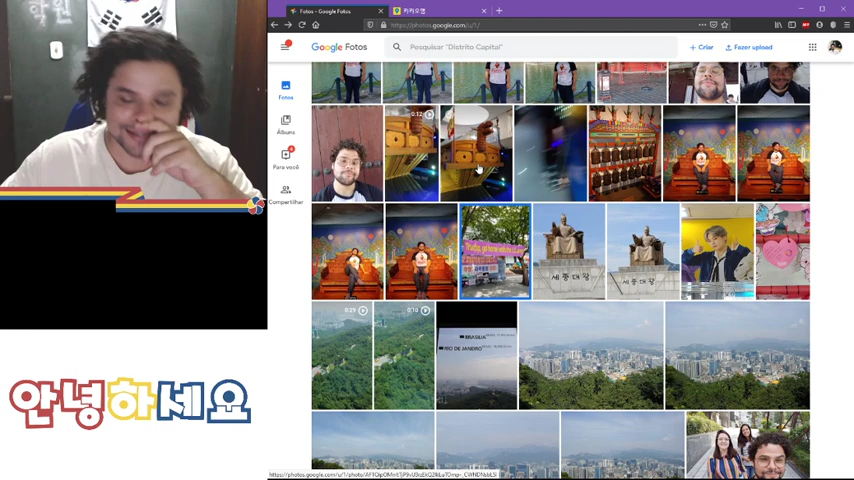 학원
Fotos - Google Fotos
카카오맵
https://photos.google.com/u/1/
Google Fotos
Pesquisar "Distrito Capital"
Criar
Fazer upload
Fotos
Álbuns
Para você
Compartilhar
0:12
세종대왕
세종대왕
0:29
0:10
BRASILIA
RIO DE JANEIRO
안녕하세요